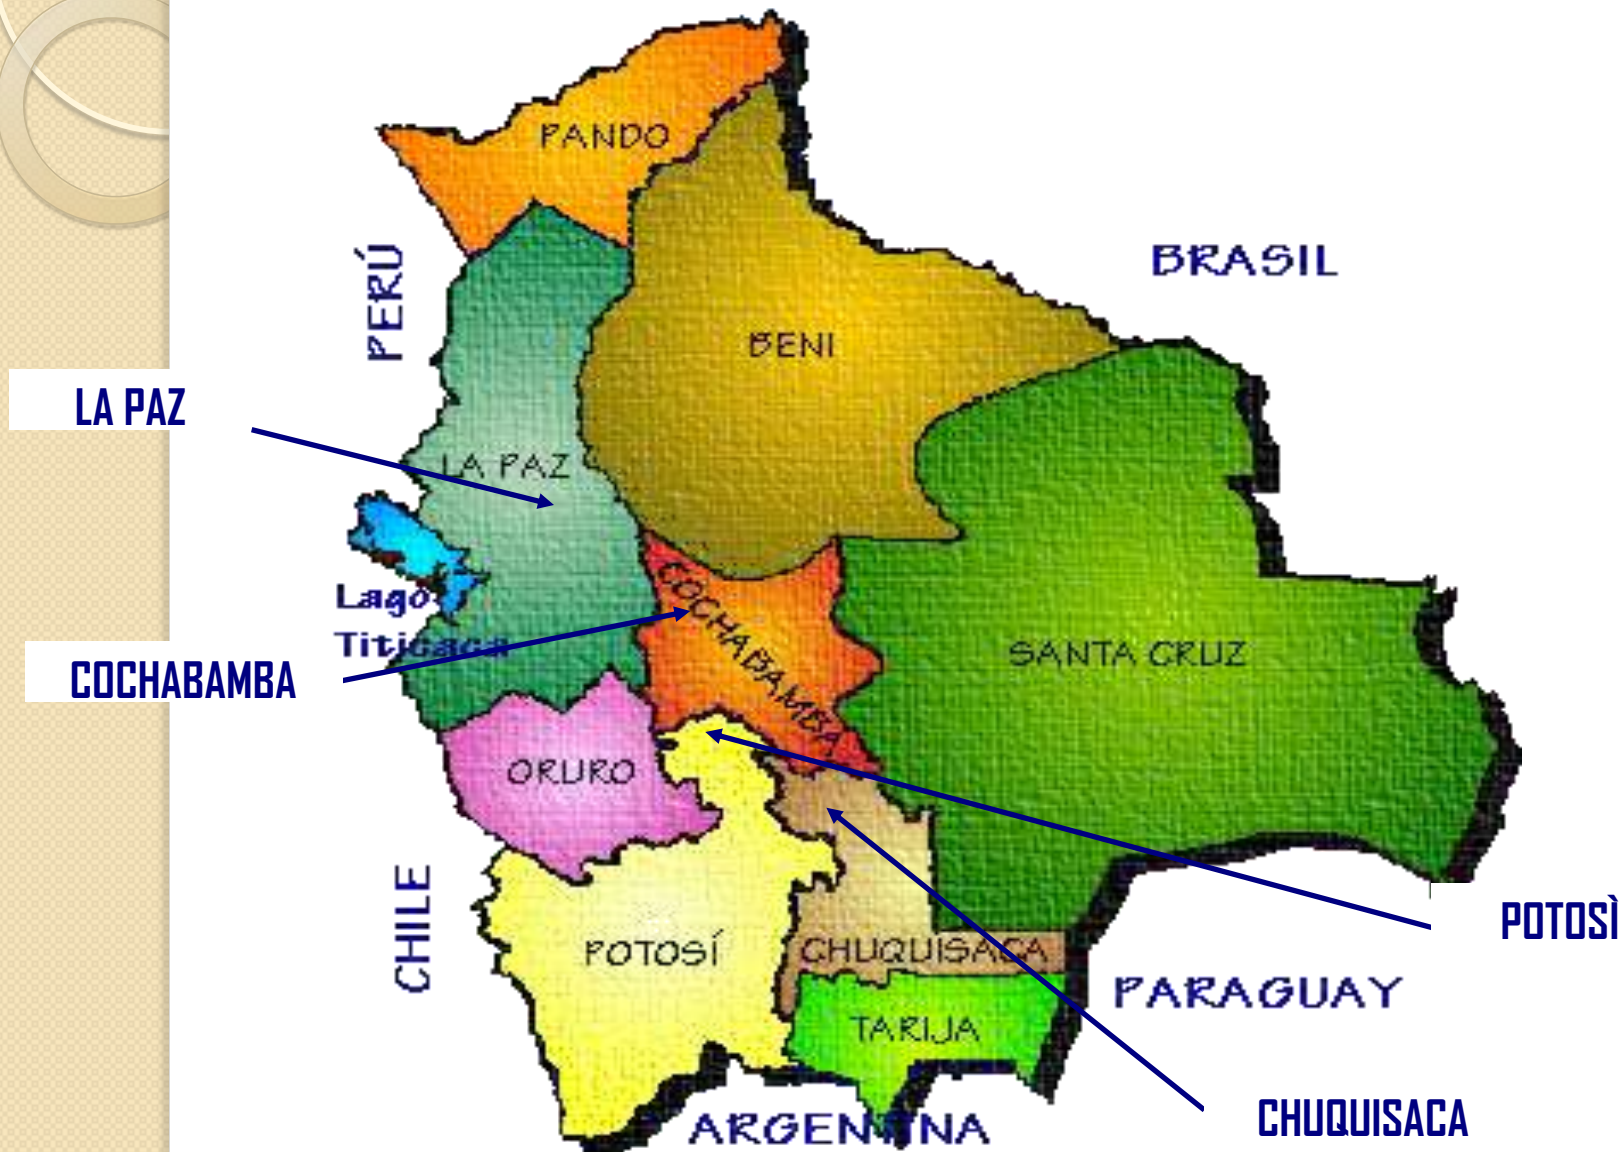 PANDO
BRASIL
PERÚ
BENI
LA PAZ
LA PAZ
Lago
Titicaca
COCHABAMBA
COCHABAMBA
SANTA CRUZ
ORURO
CHILE
POTOSÌ
POTOSÍ
CHUQUISACA
PARAGUAY
TARIJA
ARGENTINA
CHUQUISACA